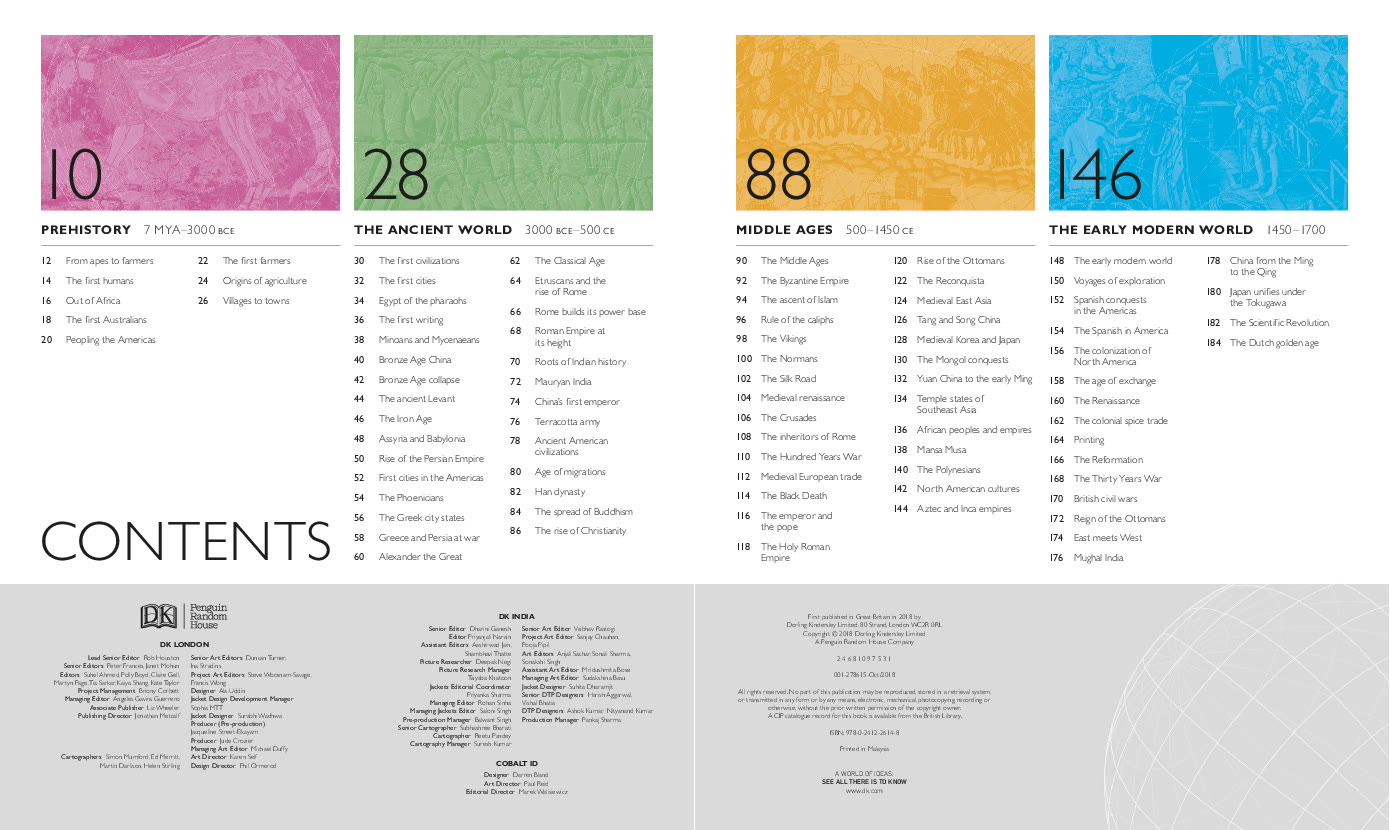 10
PREHISTORY 7 MYA–3000 BCE
12 From apes to farmers
14 The first humans
16 Out of Africa
18 The first Australians
20 Peopling the Americas
22 The first farmers
24 Origins of agriculture
26 Villages to towns
28
THE ANCIENT WORLD 3000 BCE–500 CE
30 The first civilizations
32 The first cities
34 Egypt of the pharaohs
36 The first writing
38 Minoans and Mycenaeans
40 Bronze Age China
42 Bronze Age collapse
44 The ancient Levant
46 The Iron Age
48 Assyria and Babylonia
50 Rise of the Persian Empire
52 First cities in the Americas
54 The Phoenicians
56 The Greek city states
58 Greece and Persia at war
60 Alexander the Great
62 The Classical Age
64 Etruscans and the
rise of Rome
66 Rome builds its power base
68 Roman Empire at
its height
70 Roots of Indian history
72 Mauryan India
74 China's first emperor
76 Terracotta army
78 Ancient American
civilizations
80 Age of migrations
82 Han dynasty
84 The spread of Buddhism
86 The rise of Christianity
CONTENTS
88
MIDDLE AGES 500–1450 CE
90 The Middle Ages
92 The Byzantine Empire
94 The ascent of Islam
96 Rule of the caliphs
98 The Vikings
100 The Normans
102 The Silk Road
104 Medieval renaissance
106 The Crusades
108 The inheritors of Rome
110 The Hundred Years War
112 Medieval European trade
114 The Black Death
116 The emperor and
the pope
118 The Holy Roman
Empire
120 Rise of the Ottomans
122 The Reconquista
124 Medieval East Asia
126 Tang and Song China
128 Medieval Korea and Japan
130 The Mongol conquests
132 Yuan China to the early Ming
134 Temple states of
Southeast Asia
136 African peoples and empires
138 Mansa Musa
140 The Polynesians
142 North American cultures
144 Aztec and Inca empires
146
THE EARLY MODERN WORLD 1450–1700
148 The early modern world
150 Voyages of exploration
152 Spanish conquests
in the Americas
154 The Spanish in America
156 The colonization of
North America
158 The age of exchange
160 The Renaissance
162 The colonial spice trade
164 Printing
166 The Reformation
168 The Thirty Years War
170 British civil wars
172 Reign of the Ottomans
174 East meets West
176 Mughal India
178 China from the Ming
to the Qing
180 Japan unifies under
the Tokugawa
182 The Scientific Revolution
184 The Dutch golden age
DK Penguin
Random
House
DK LONDON
Lead Senior Editor Rob Houston
Senior Editors Peter Frances, Janet Mohun
Editors Suhel Ahmed, Polly Boyd, Claire Gell,
Martyn Page, Tia Sarkar, Kaiya Shang, Kate Taylor
Project Management Briony Corbett
Managing Editor Angeles Gavira Guerrero
Associate Publisher Liz Wheeler
Publishing Director Jonathan Metcalf
Cartographers Simon Mumford, Ed Merritt,
Martin Darlison, Helen Stirling
Senior Art Editors Duncan Turner,
Ina Stradins
Project Art Editors Steve Woosnam-Savage,
Francis Wong
Designer Ala Uddin
Jacket Design Development Manager
Sophia MTT
Jacket Designer Surabhi Wadhwa
Producer (Pre-production)
Jacqueline Street-Elkayam
Producer Jude Crozier
Managing Art Editor Michael Duffy
Art Director Karen Self
Design Director Phil Ormerod
DK INDIA
Senior Editor Dharini Ganesh
Editor Priyanjali Narain
Assistant Editors Aashirwad Jain,
Shambhavi Thatte
Picture Researcher Deepak Negi
Picture Research Manager
Taiyaba Khatoon
Jackets Editorial Coordinator
Priyanka Sharma
Managing Editor Rohan Sinha
Managing Jackets Editor Saloni Singh
Pre-production Manager Balwant Singh
Senior Cartographer Subhashree Bharati
Cartographer Reetu Pandey
Cartography Manager Suresh Kumar
Senior Art Editor Vaibhav Rastogi
Project Art Editor Sanjay Chauhan,
Pooja Pipil
Art Editors Anjali Sachar, Sonali Sharma,
Sonakshi Singh
Assistant Art Editor Mridushmita Bose
Managing Art Editor Sudakshina Basu
Jacket Designer Suhita Dharamjit
Senior DTP Designers Harish Aggarwal,
Vishal Bhatia
DTP Designers Ashok Kumar, Nityanand Kumar
Production Manager Pankaj Sharma
COBALT ID
Designer Darren Bland
Art Director Paul Reid
Editorial Director Marek Walisiewicz
First published in Great Britain in 2018 by
Dorling Kindersley Limited, 80 Strand, London WC2R 0RL
Copyright © 2018 Dorling Kindersley Limited
A Penguin Random House Company
2 4 6 8 10 9 7 5 3 1
001–278615–Oct/2018
All rights reserved. No part of this publication may be reproduced, stored in a retrieval system,
or transmitted in any form or by any means, electronic, mechanical, photocopying recording or
otherwise, without the prior written permission of the copyright owner.
A CIP catalogue record for this book is available from the British Library.
ISBN: 978-0-2412-2614-8
Printed in Malaysia
A WORLD OF IDEAS:
SEE ALL THERE IS TO KNOW
www.dk.com